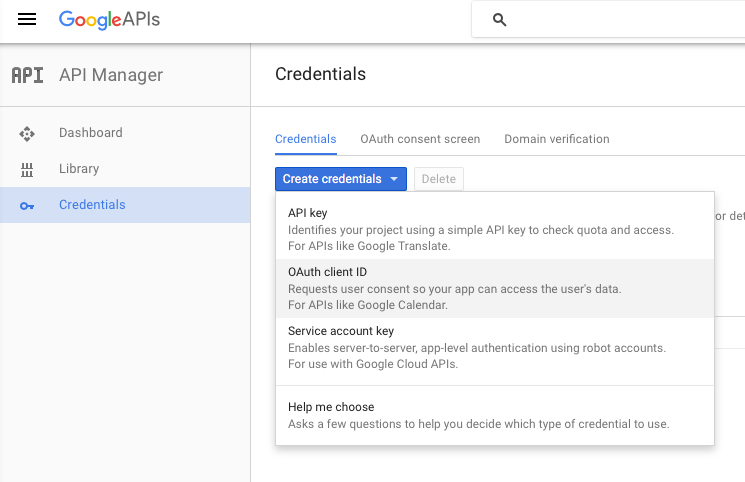 GoogleAPIs
API API Manager
Credentials
Dashboard
Library
Credentials
Credentials OAuth consent screen Domain verification
Create credentials Delete
API key
Identifies your project using a simple API key to check quota and access.
For APIs like Google Translate.
or
OAuth client ID
Requests user consent so your app can access the user's data.
For APIs like Google Calendar.
Service account key
Enables server-to-server, app-level authentication using robot accounts.
For use with Google Cloud APIs.
Help me choose
Asks a few questions to help you decide which type of credential to use.